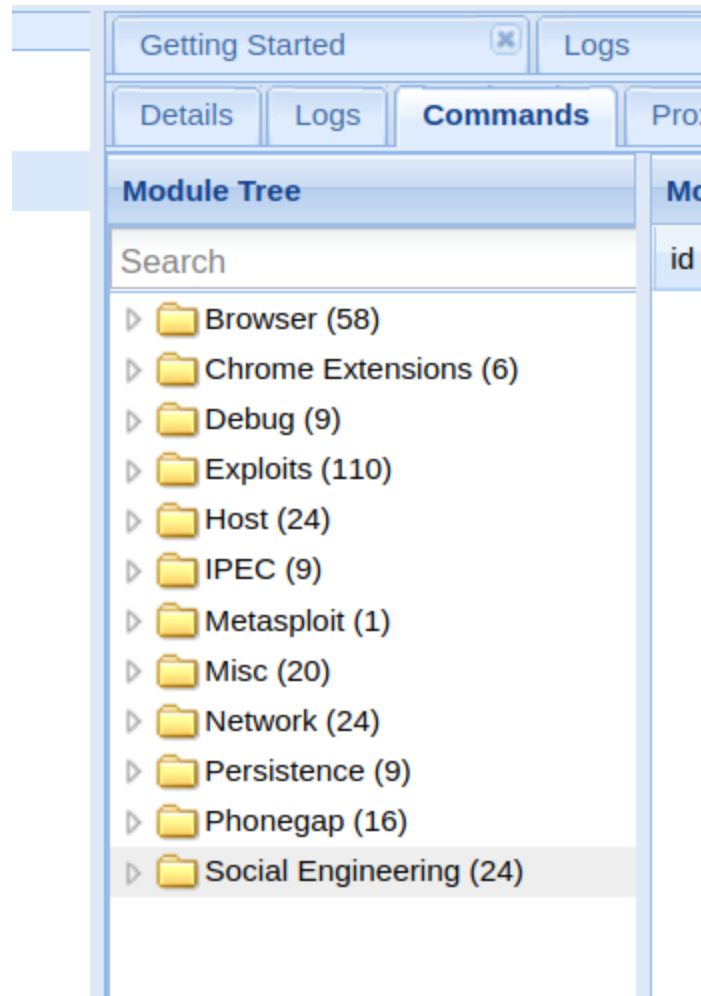 Getting Started Logs
Details Logs Commands
Module Tree
Search id
Browser (58)
Chrome Extensions (6)
Debug (9)
Exploits (110)
Host (24)
IPEC (9)
Metasploit (1)
Misc (20)
Network (24)
Persistence (9)
Phonegap (16)
Social Engineering (24)